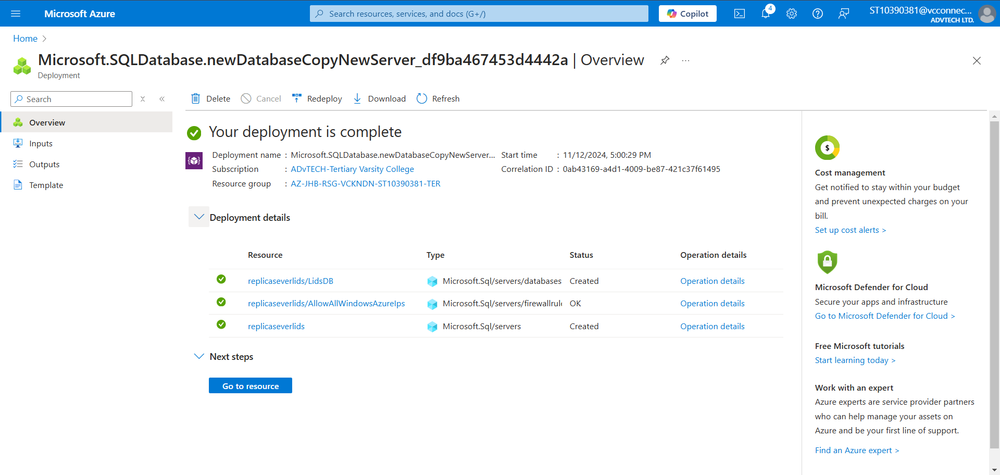 Microsoft Azure
Search resources, services, and docs (G+/)
Copilot
4
ST10390381@vcconnec...
ADVTECH LTD.
Home
Microsoft.SQLDatabase.newDatabaseCopyNewServer_df9ba467453d4442a | Overview
...
Deployment
Search
Delete
Cancel
Redeploy
Download
Refresh
Overview
Inputs
Outputs
Template
Your deployment is complete
Deployment name : Microsoft.SQLDatabase.newDatabaseCopyNewServer...
Start time : 11/12/2024, 5:00:29 PM
Subscription : ADvTECH-Tertiary Varsity College
Correlation ID : 0ab43169-a4d1-4009-be87-421c37f61495
Resource group : AZ-JHB-RSG-VCKNDN-ST10390381-TER
Deployment details
Resource Type Status Operation details
replicaseverlids/LidsDB Microsoft.Sql/servers/databases Created Operation details
replicaseverlids/AllowAllWindowsAzureIps Microsoft.Sql/servers/firewallrule OK Operation details
replicaseverlids Microsoft.Sql/servers Created Operation details
Next steps
Go to resource
$
Cost management
Get notified to stay within your budget
and prevent unexpected charges on your
bill.
Set up cost alerts >
Microsoft Defender for Cloud
Secure your apps and infrastructure
Go to Microsoft Defender for Cloud >
Free Microsoft tutorials
Start learning today >
Work with an expert
Azure experts are service provider partners
who can help manage your assets on
Azure and be your first line of support.
Find an Azure expert >